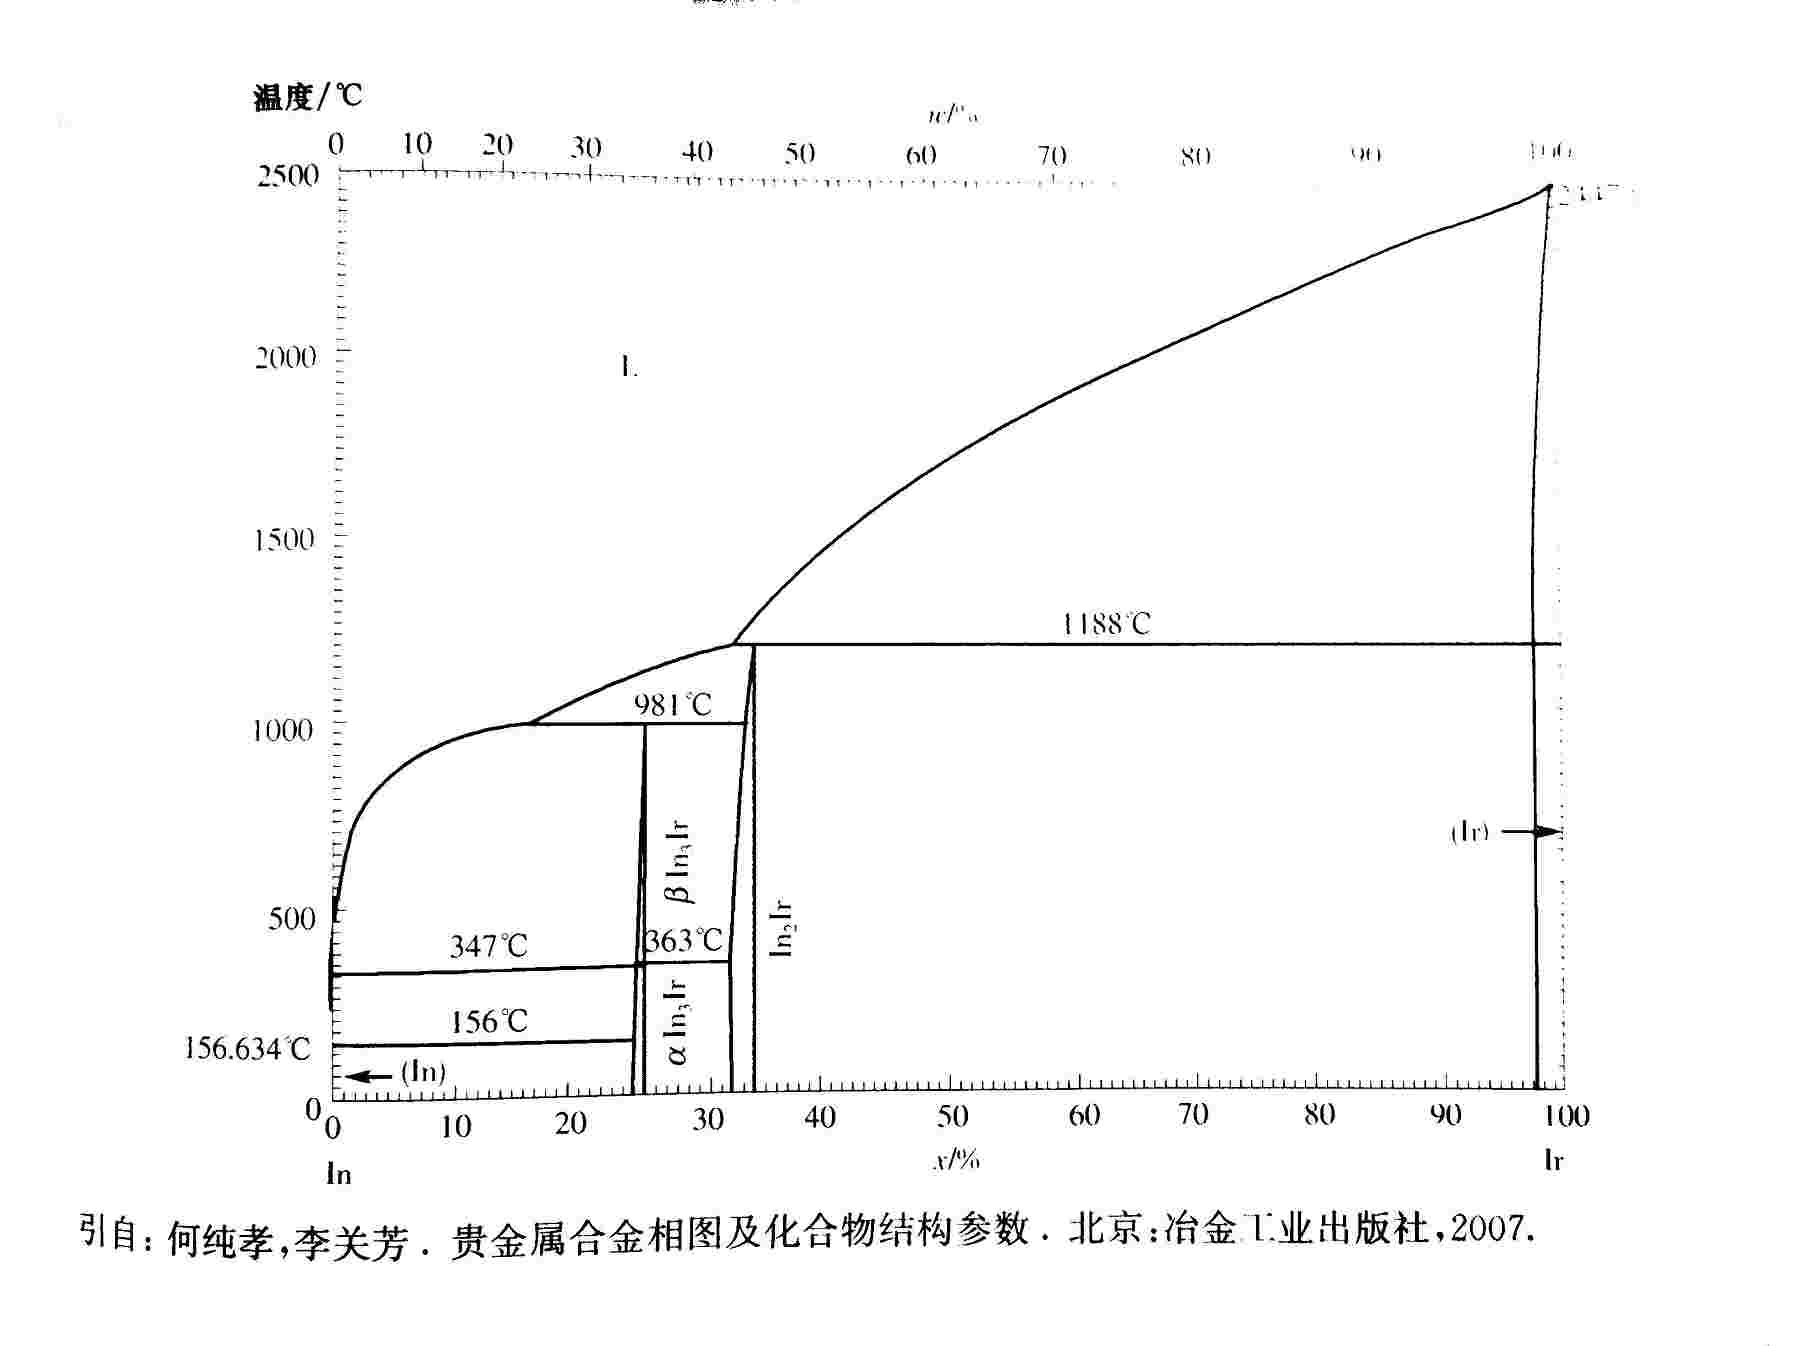 温度/℃
w/%
0 10 20 30 40 50 60 70 80 90 100
2500
L
2000
1500
1188℃
981℃
1000
(Ir)
β In₃Ir
In₂Ir
500
347℃
363℃
α In₃Ir
156℃
156.634℃
(In)
0
0 10 20 30 40 50 60 70 80 90 100
In
x/%
Ir
引自: 何纯孝,李关芳. 贵金属合金相图及化合物结构参数. 北京:冶金工业出版社,2007.